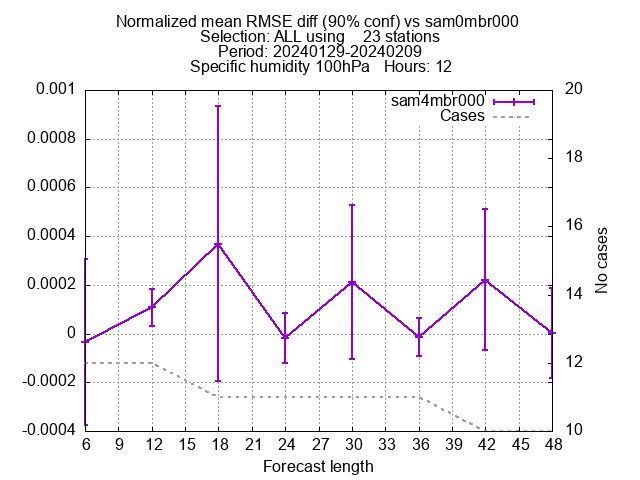 Normalized mean RMSE diff (90% conf) vs sam0mbr000
Selection: ALL using    23 stations
Period: 20240129-20240209
Specific humidity 100hPa   Hours: 12
0.001
0.0008
0.0006
0.0004
0.0002
0
-0.0002
-0.0004
sam4mbr000
Cases
20
18
16
14
12
10
No cases
6 9 12 15 18 21 24 27 30 33 36 39 42 45 48
Forecast length